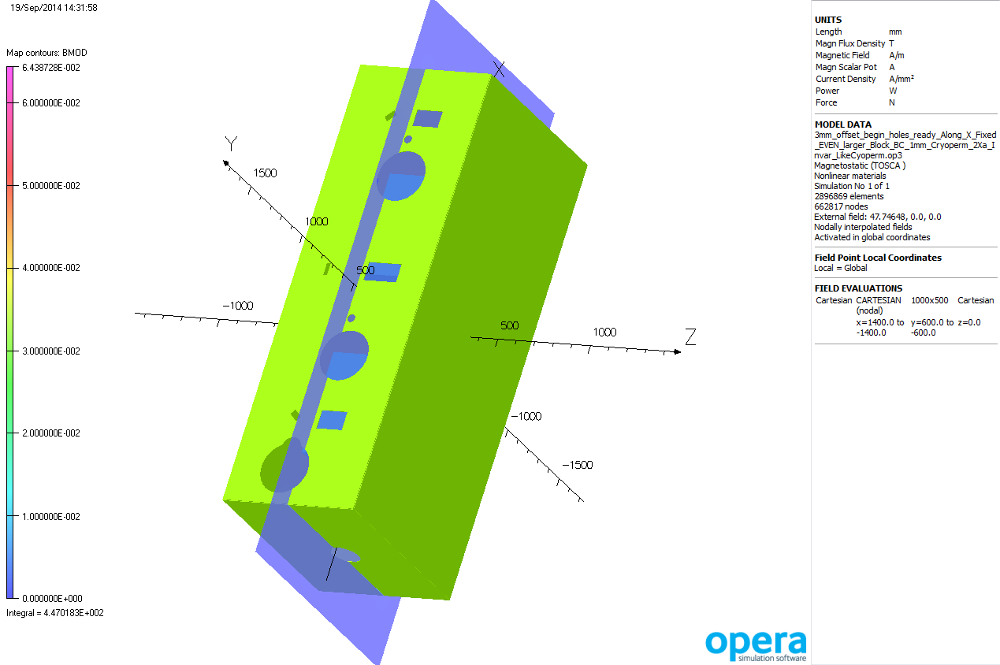 19/Sep/2014 14:31:58
Map contours: BMOD
6.438728E-002
6.000000E-002
5.000000E-002
4.000000E-002
3.000000E-002
2.000000E-002
1.000000E-002
0.000000E+000
Integral = 4.470183E+002
X
Y
1500
1000
500
-1000
500
1000
Z
-1000
-1500
UNITS
Length mm
Magn Flux Density T
Magnetic Field A/m
Magn Scalar Pot A
Current Density A/mm²
Power W
Force N
MODEL DATA
3mm_offset_begin_holes_ready_Along_X_Fixed
_EVEN_larger_Block_BC_1mm_Cryoperm_2Xa_I
nvar_LikeCyoperm.op3
Magnetostatic (TOSCA )
Nonlinear materials
Simulation No 1 of 1
2896869 elements
662817 nodes
External field: 47.74648, 0.0, 0.0
Nodally interpolated fields
Activated in global coordinates
Field Point Local Coordinates
Local = Global
FIELD EVALUATIONS
Cartesian CARTESIAN 1000x500 Cartesian
(nodal)
x=1400.0 to y=600.0 to z=0.0
-1400.0 -600.0
opera
simulation software